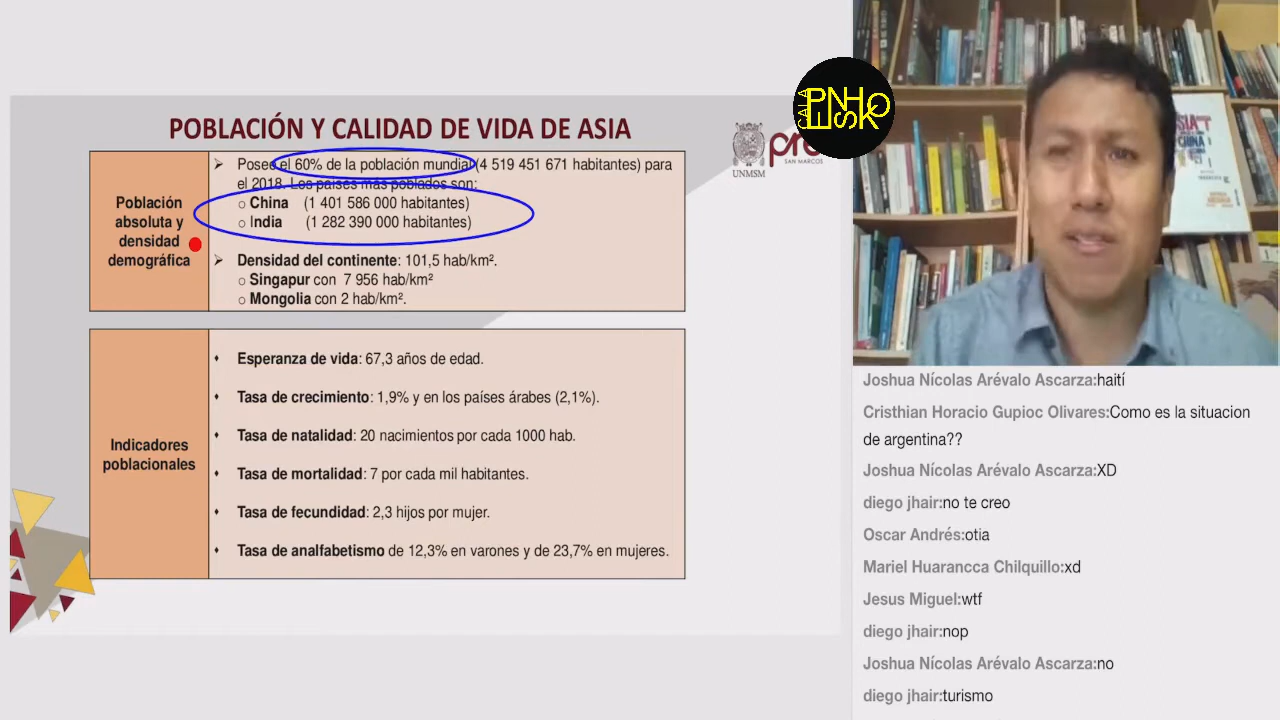 POBLACIÓN Y CALIDAD DE VIDA DE ASIA
UNMSM
pre
SAN MARCOS
CALA
PNHO
ESK
Población
absoluta y
densidad
demográfica
➢ Posee el 60% de la población mundial (4 519 451 671 habitantes) para
el 2018. Los países más poblados son:
○ China (1 401 586 000 habitantes)
○ India (1 282 390 000 habitantes)
➢ Densidad del continente: 101,5 hab/km².
○ Singapur con 7 956 hab/km²
○ Mongolia con 2 hab/km².
Indicadores
poblacionales
♦ Esperanza de vida: 67,3 años de edad.
♦ Tasa de crecimiento: 1,9% y en los países árabes (2,1%).
♦ Tasa de natalidad: 20 nacimientos por cada 1000 hab.
♦ Tasa de mortalidad: 7 por cada mil habitantes.
♦ Tasa de fecundidad: 2,3 hijos por mujer.
♦ Tasa de analfabetismo de 12,3% en varones y de 23,7% en mujeres.
CHINA
Joshua Nícolas Arévalo Ascarza:haití
Cristhian Horacio Gupioc Olivares:Como es la situacion
de argentina??
Joshua Nícolas Arévalo Ascarza:XD
diego jhair:no te creo
Oscar Andrés:otia
Mariel Huarancca Chilquillo:xd
Jesus Miguel:wtf
diego jhair:nop
Joshua Nícolas Arévalo Ascarza:no
diego jhair:turismo